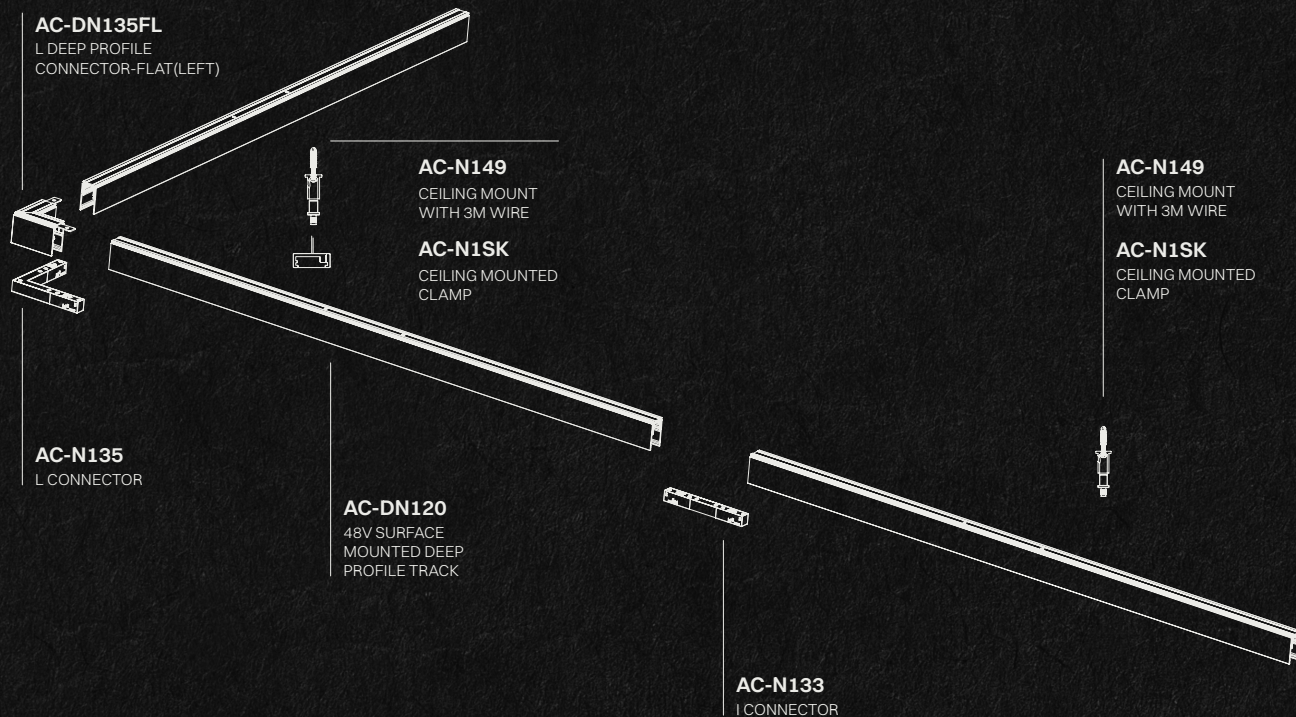 AC-DN135FL
L DEEP PROFILE
CONNECTOR-FLAT(LEFT)
AC-N149
CEILING MOUNT
WITH 3M WIRE
AC-N1SK
CEILING MOUNTED
CLAMP
AC-N149
CEILING MOUNT
WITH 3M WIRE
AC-N1SK
CEILING MOUNTED
CLAMP
AC-N135
L CONNECTOR
AC-DN120
48V SURFACE
MOUNTED DEEP
PROFILE TRACK
AC-N133
I CONNECTOR